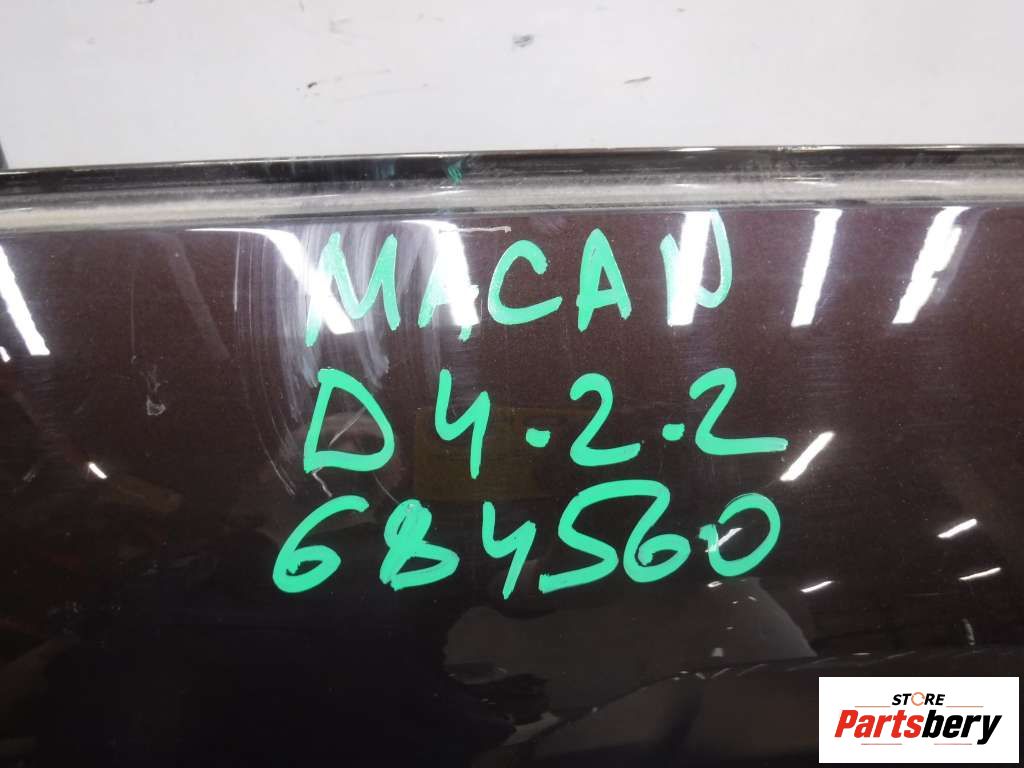 MACAN
D4.2.2
684560
STORE
Partsbery